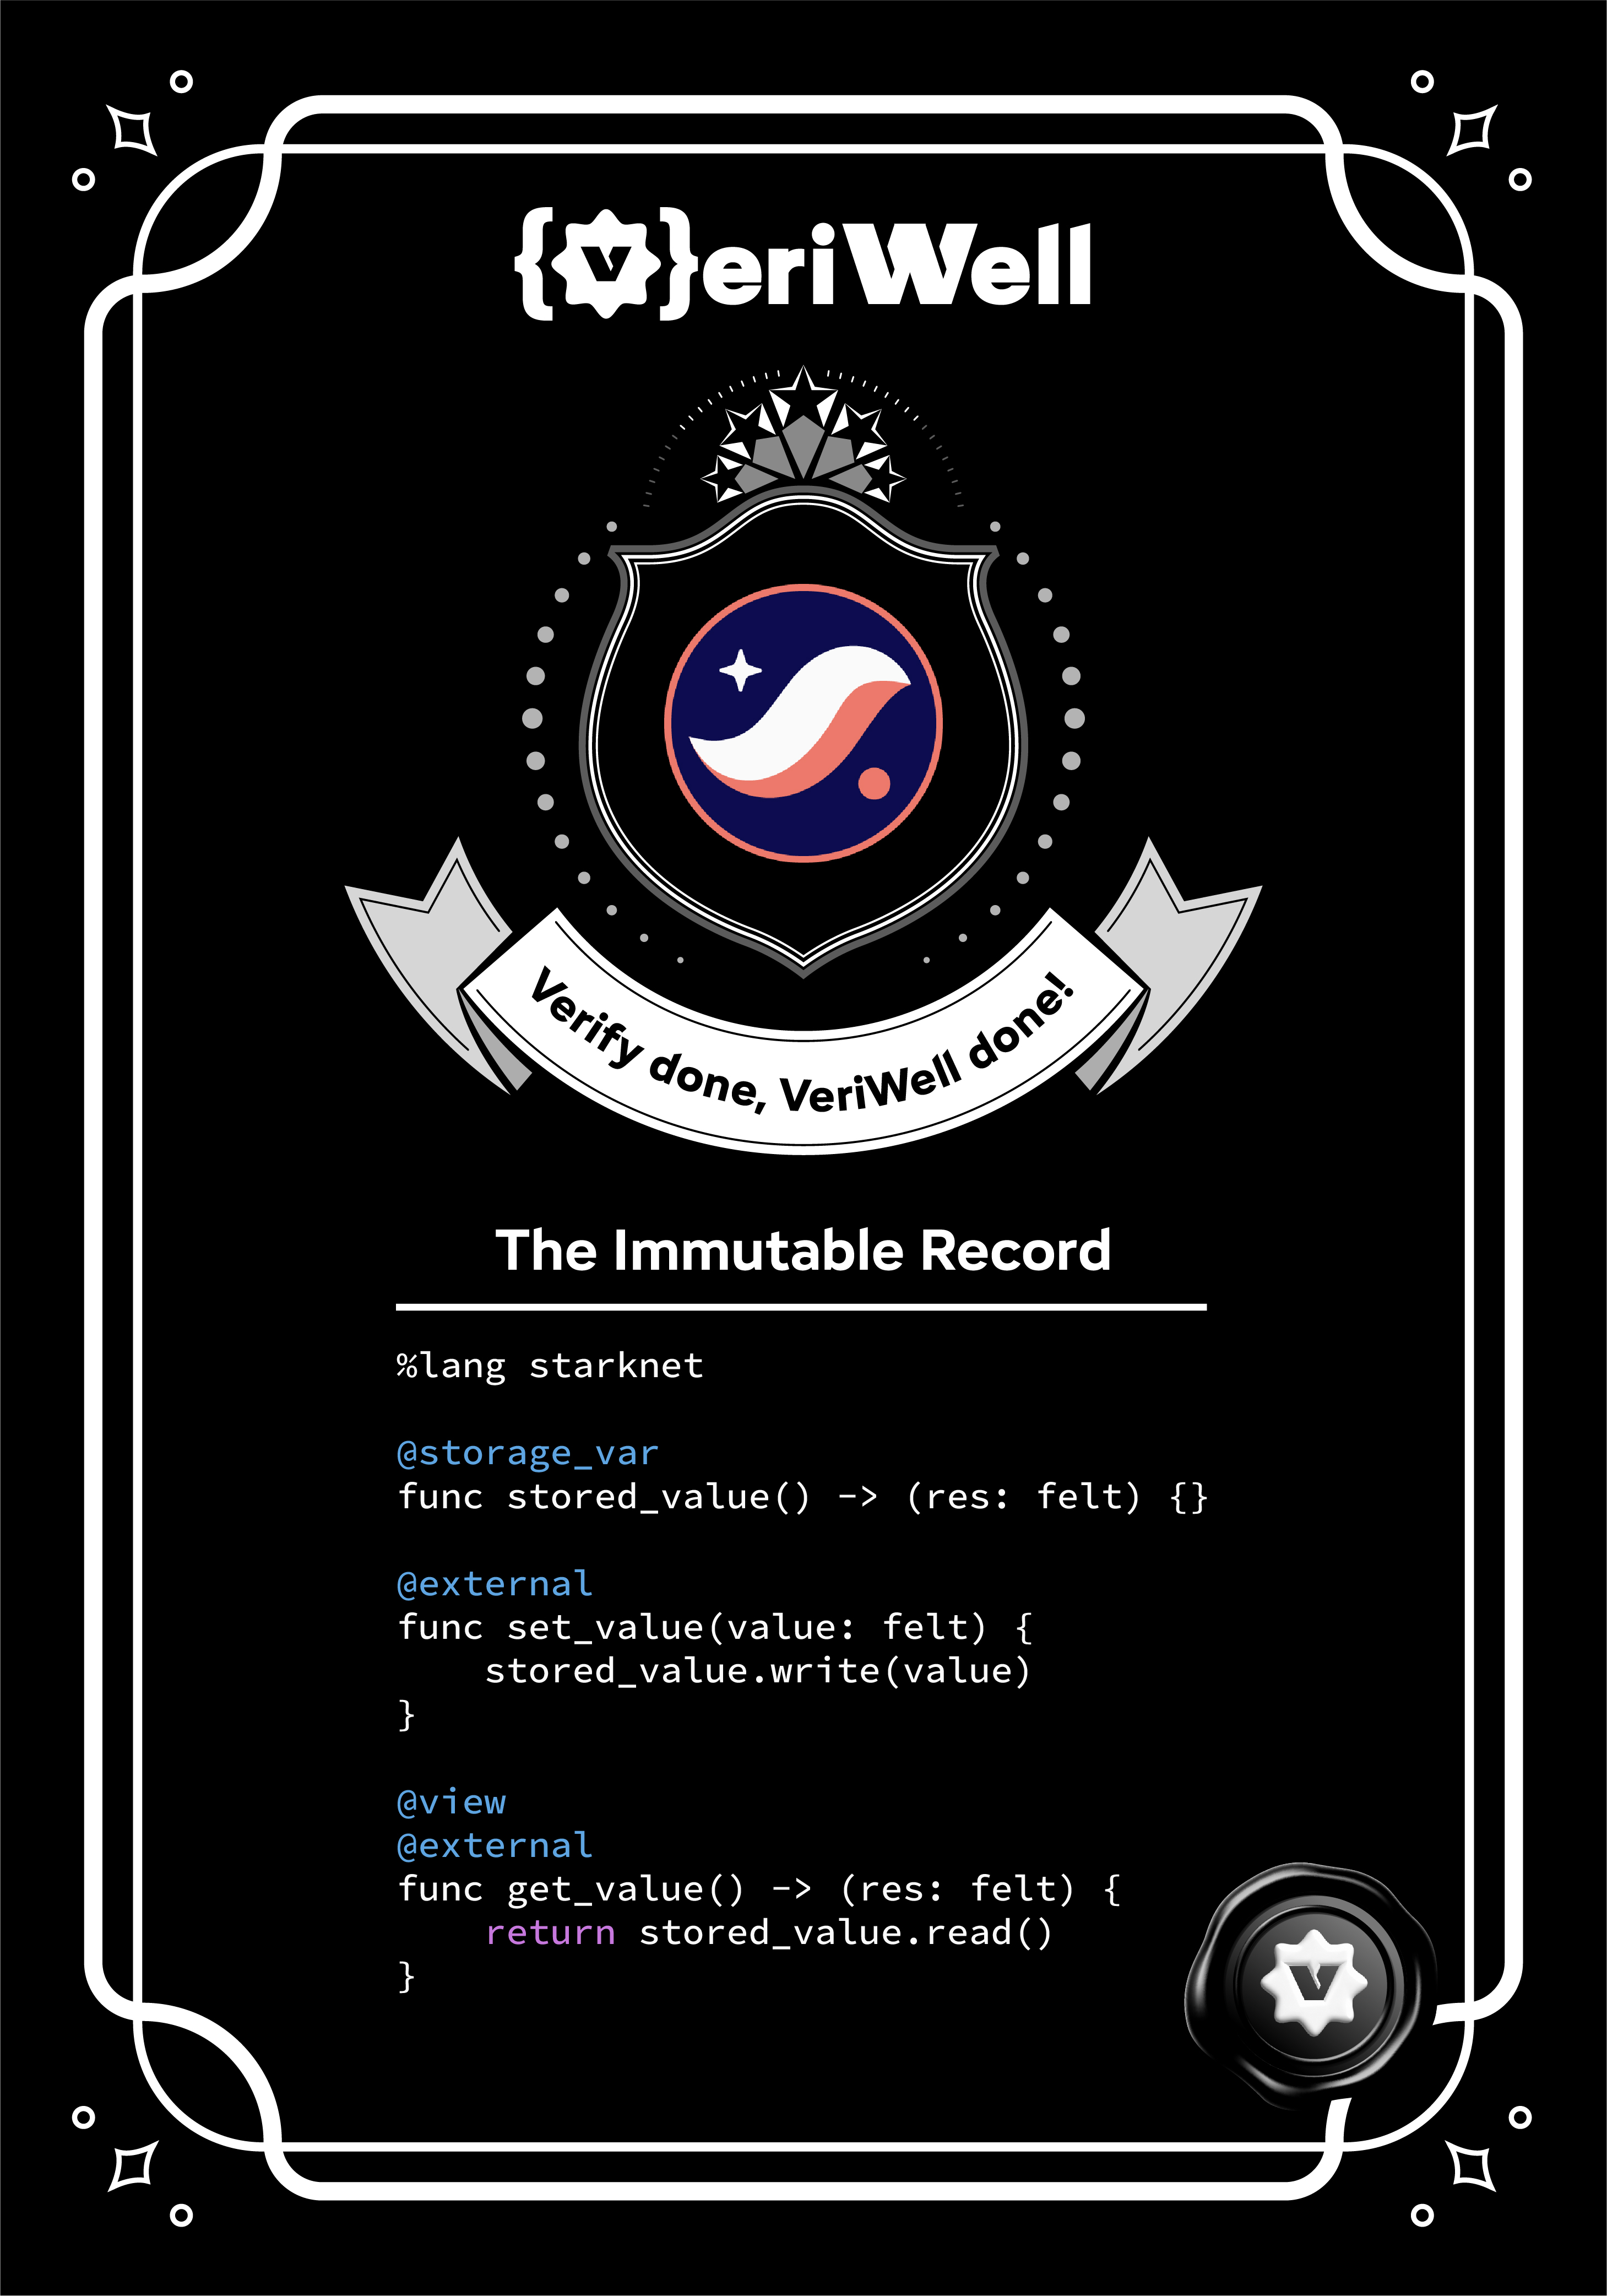 {V}eriWell
Verify done, VeriWell done!
The Immutable Record
%lang starknet
@storage_var
func stored_value() -> (res: felt) {}
@external
func set_value(value: felt) {
    stored_value.write(value)
}
@view
@external
func get_value() -> (res: felt) {
    return stored_value.read()
}
V